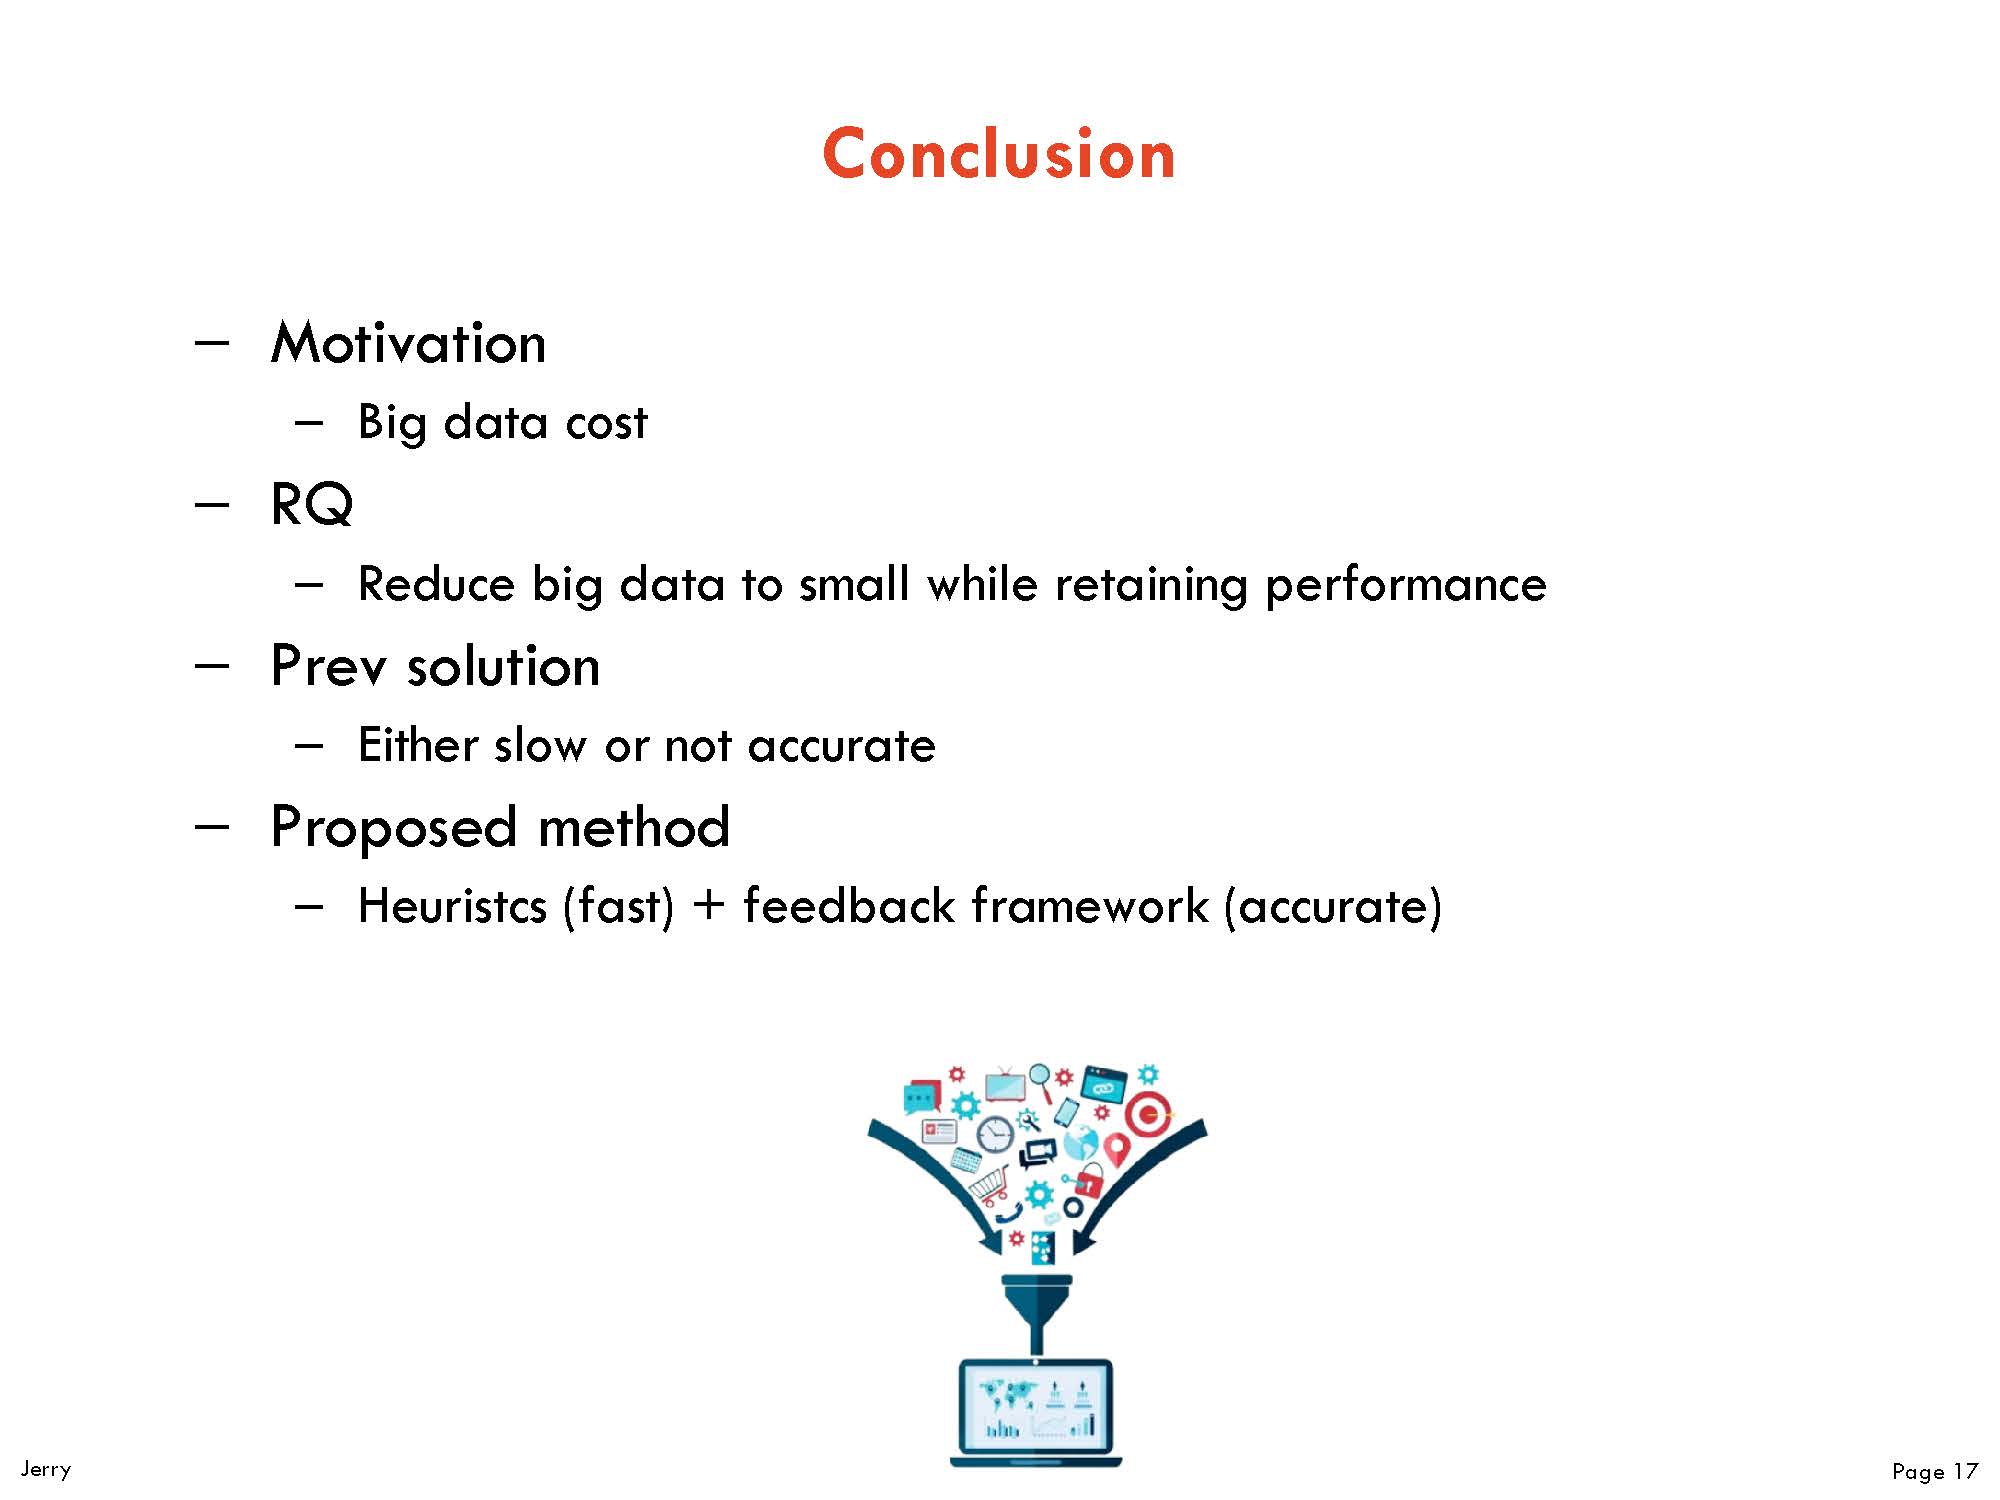 Conclusion
– Motivation
– Big data cost
– RQ
– Reduce big data to small while retaining performance
– Prev solution
– Either slow or not accurate
– Proposed method
– Heuristcs (fast) + feedback framework (accurate)
Jerry
Page 17